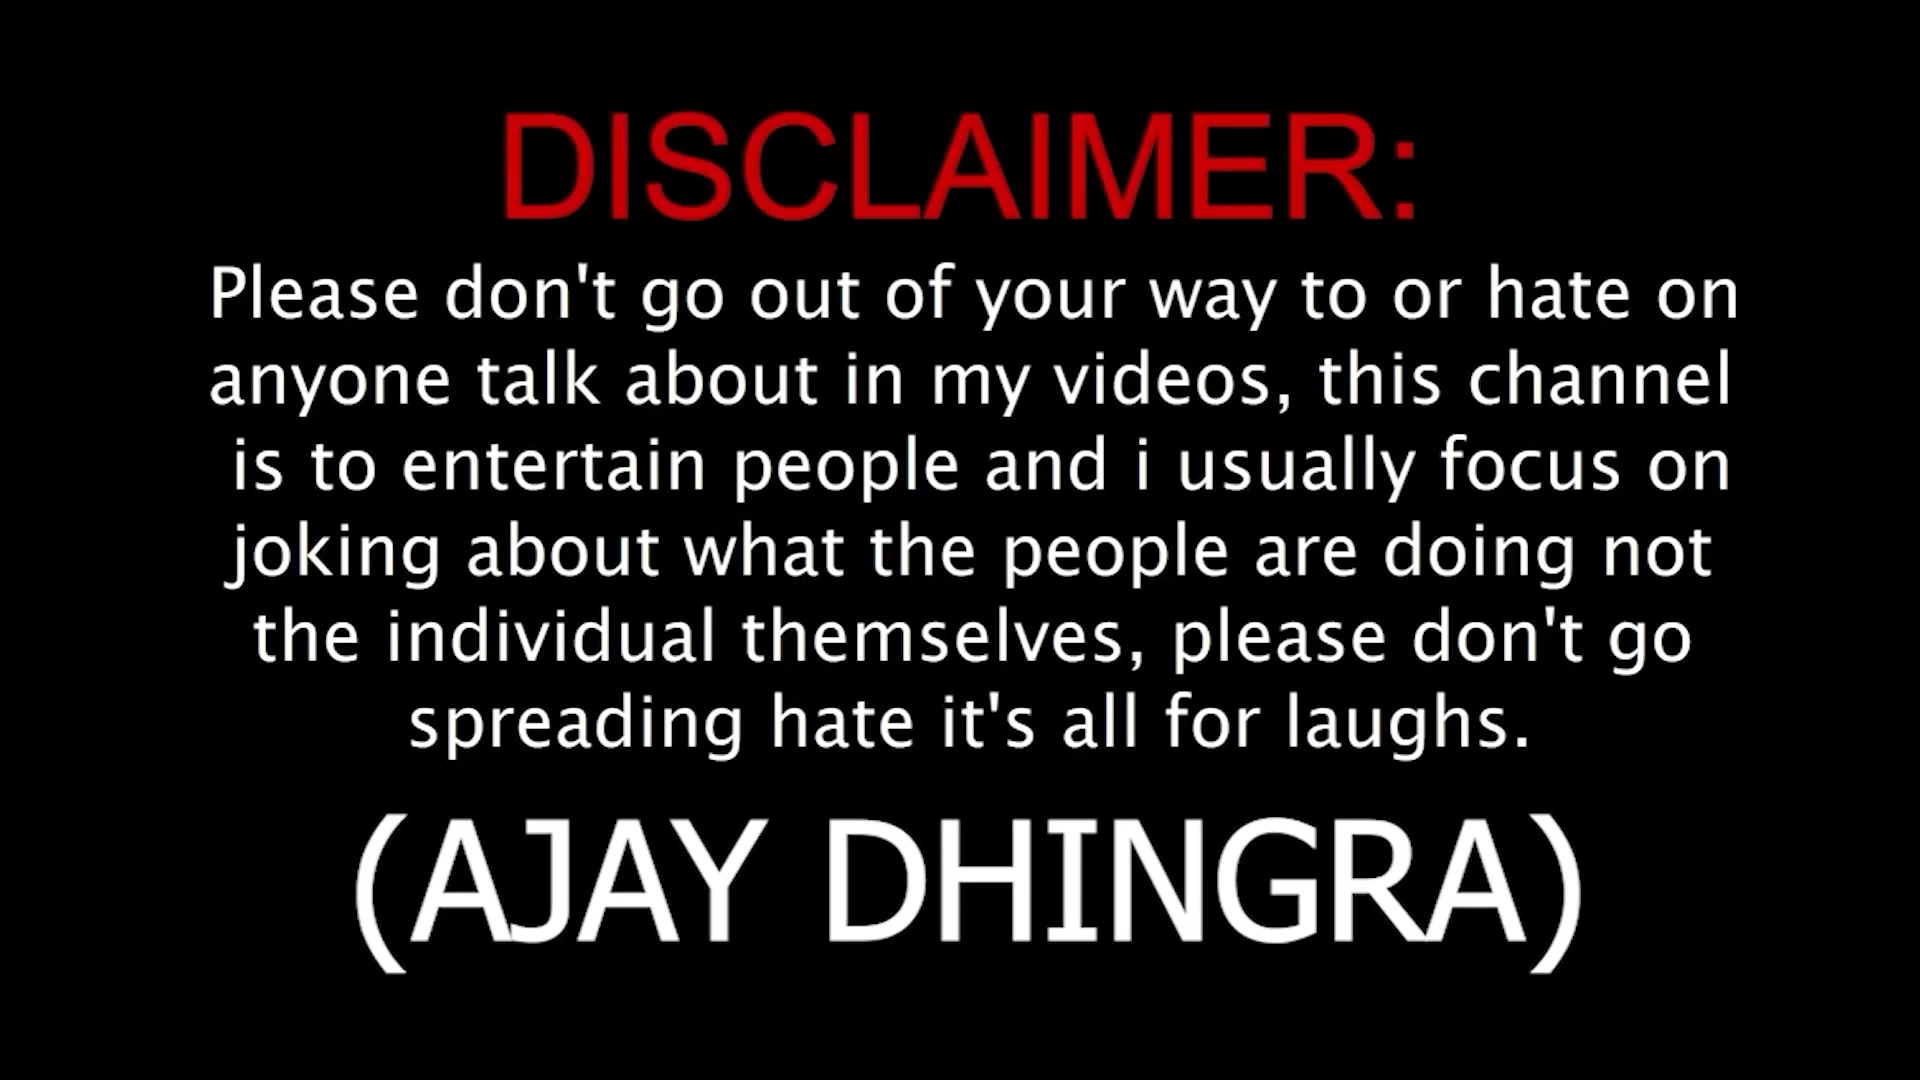 DISCLAIMER:
Please don't go out of your way to or hate on
anyone talk about in my videos, this channel
is to entertain people and i usually focus on
joking about what the people are doing not
the individual themselves, please don't go
spreading hate it's all for laughs.
(AJAY DHINGRA)